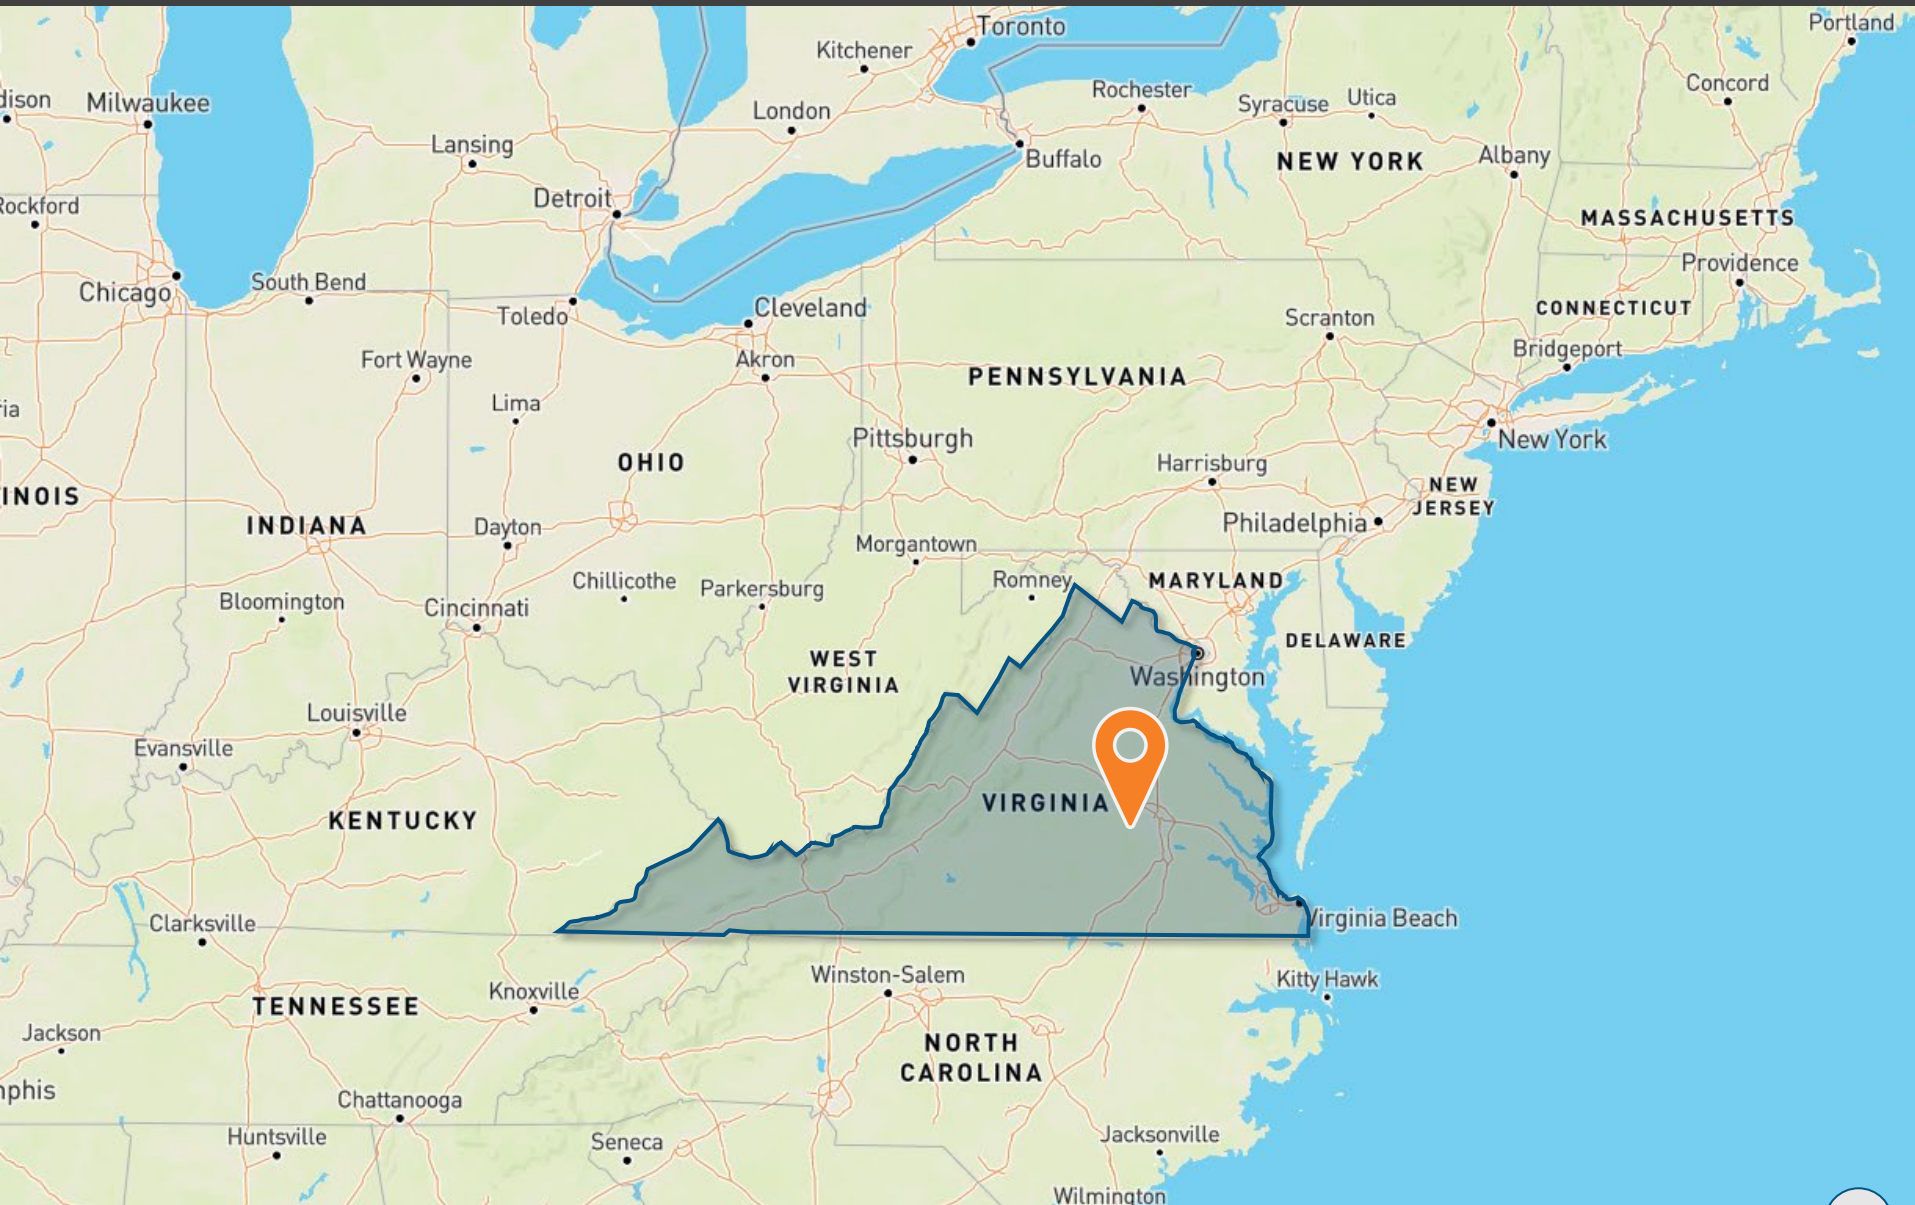 Toronto
Portland
Kitchener
Rochester
Concord
dison
Milwaukee
London
Syracuse
Utica
Lansing
Buffalo
NEW YORK
Albany
Detroit
Rockford
MASSACHUSETTS
Chicago
South Bend
Providence
Toledo
Cleveland
Scranton
CONNECTICUT
Fort Wayne
Akron
PENNSYLVANIA
Bridgeport
ria
Lima
OHIO
Pittsburgh
New York
Harrisburg
INOIS
NEW
JERSEY
INDIANA
Dayton
Philadelphia
Morgantown
Chillicothe
Parkersburg
Romney
MARYLAND
Bloomington
Cincinnati
DELAWARE
WEST
VIRGINIA
Washington
Louisville
Evansville
KENTUCKY
VIRGINIA
Clarksville
Virginia Beach
Winston-Salem
Kitty Hawk
TENNESSEE
Knoxville
Jackson
NORTH
CAROLINA
nphis
Chattanooga
Huntsville
Seneca
Jacksonville
Wilmington